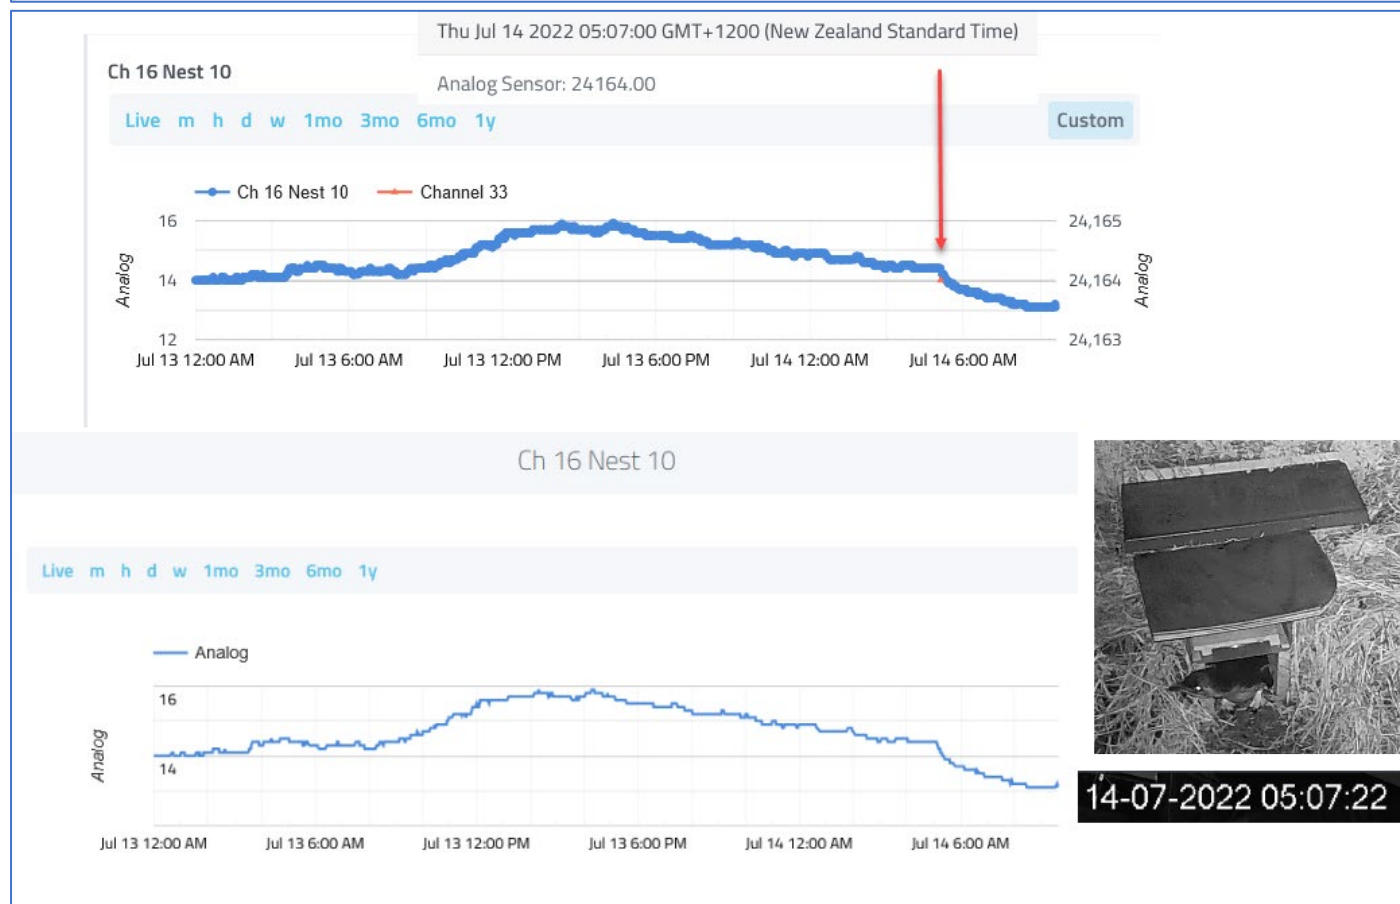 Thu Jul 14 2022 05:07:00 GMT+1200 (New Zealand Standard Time)
Ch 16 Nest 10
Analog Sensor: 24164.00
Live m h d w 1mo 3mo 6mo 1y
Custom
Ch 16 Nest 10 Channel 33
16 24,165
Analog
14 24,164
Analog
12 24,163
Jul 13 12:00 AM Jul 13 6:00 AM Jul 13 12:00 PM Jul 13 6:00 PM Jul 14 12:00 AM Jul 14 6:00 AM
Ch 16 Nest 10
Live m h d w 1mo 3mo 6mo 1y
Analog
16
Analog
14
14-07-2022 05:07:22
Jul 13 12:00 AM Jul 13 6:00 AM Jul 13 12:00 PM Jul 13 6:00 PM Jul 14 12:00 AM Jul 14 6:00 AM